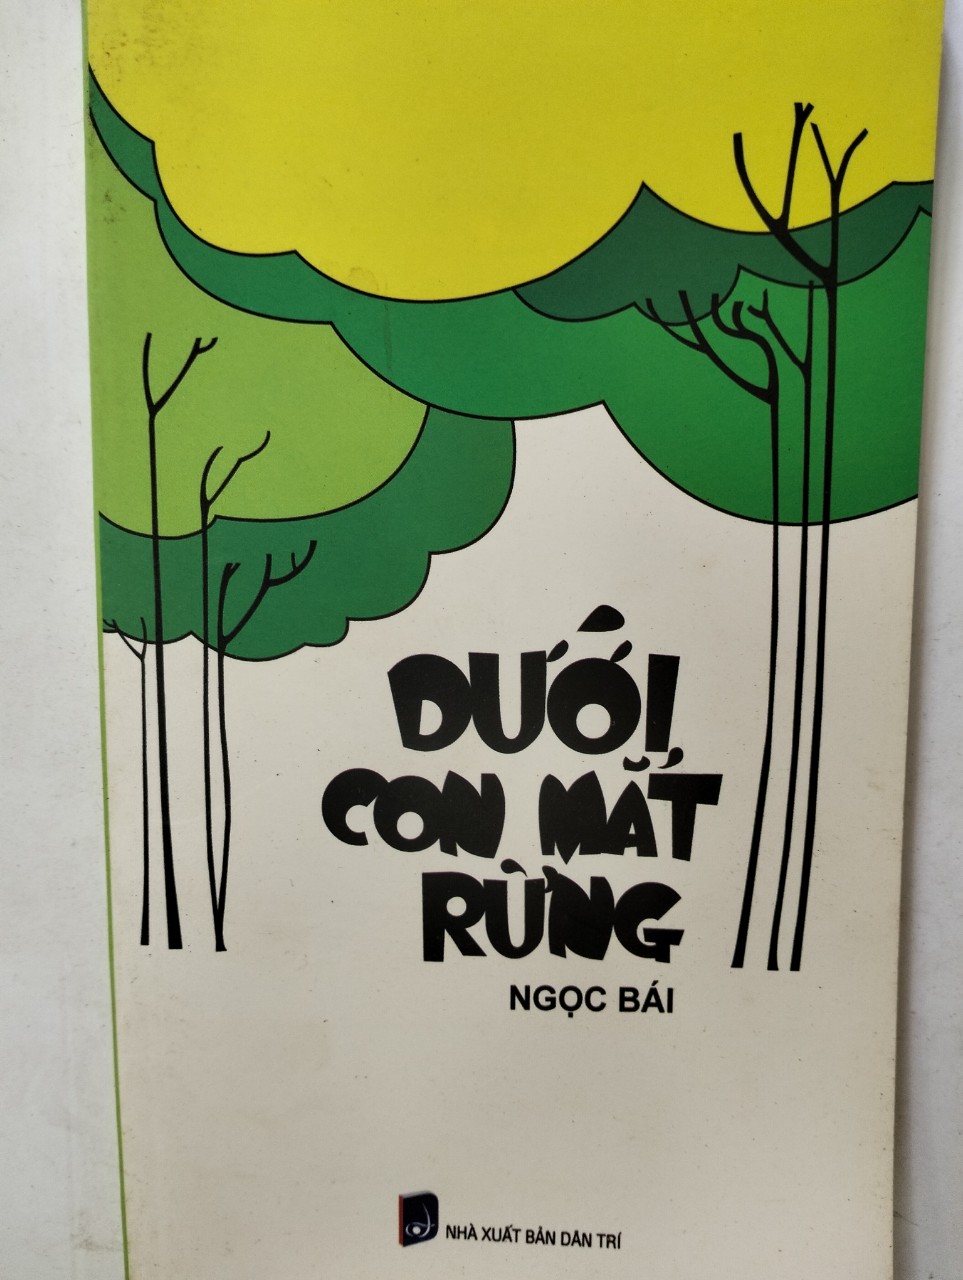 DƯỚI
CON MẮT
RỪNG
NGỌC BÁI
NHÀ XUẤT BẢN DÂN TRÍ